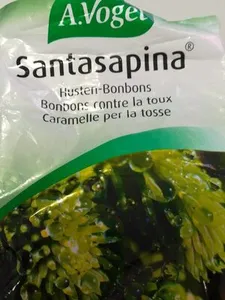 A.Vogel
Santasapina®
Husten-Bonbons
Bonbons contre la toux
Caramelle per la tosse